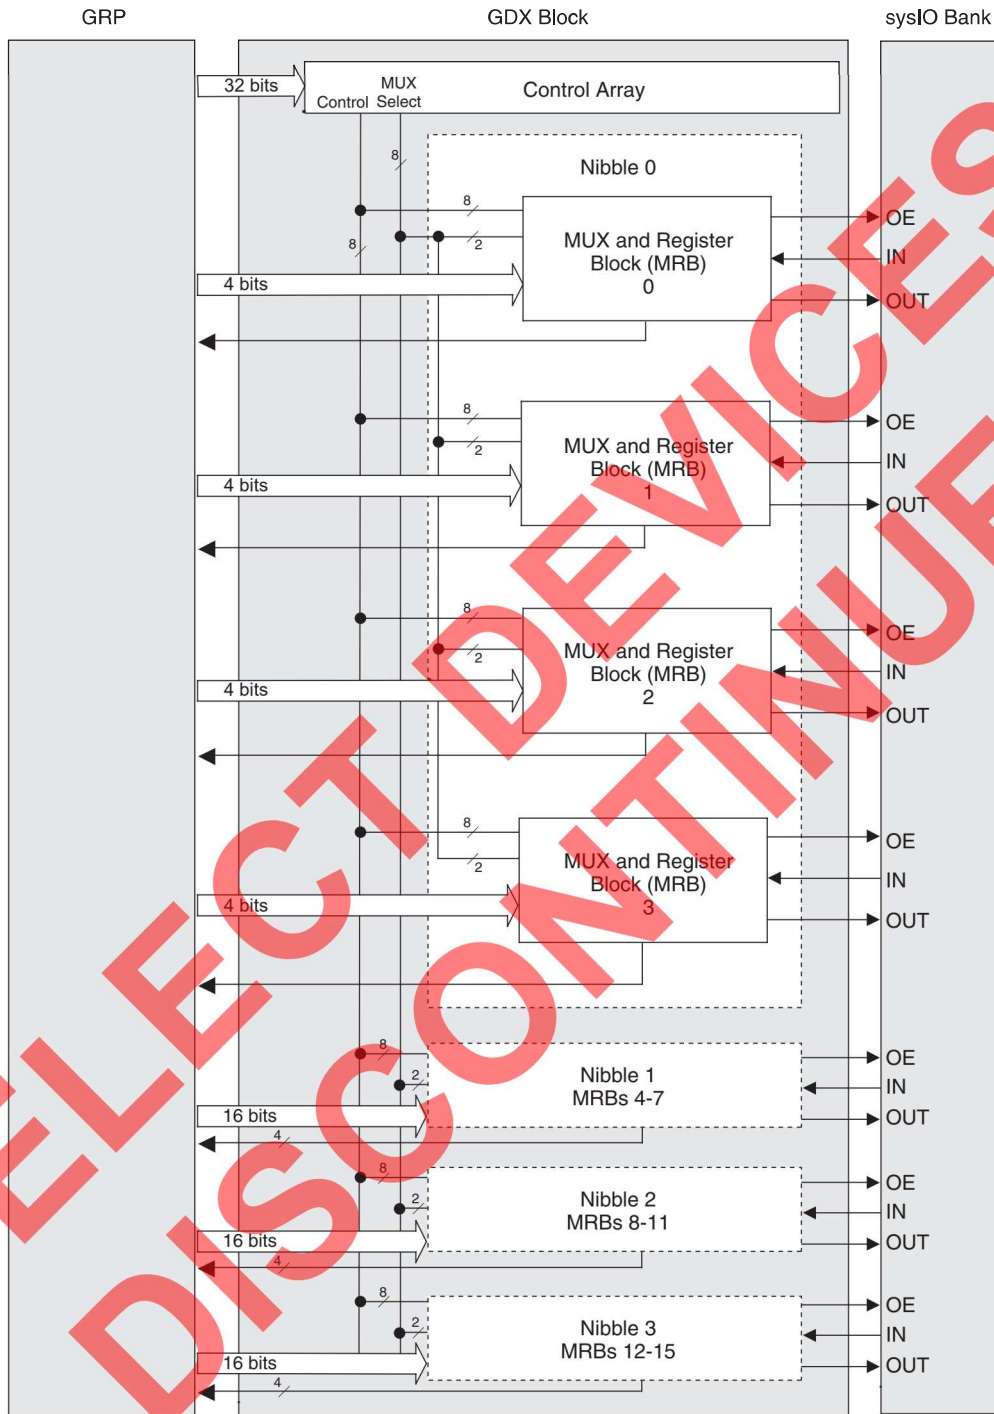 GRP
GDX Block
sysIO Bank
32 bits
Control
MUX
Select
Control Array
8
Nibble 0
8
8
2
MUX and Register
Block (MRB)
0
4 bits
OE
IN
OUT
8
2
MUX and Register
Block (MRB)
1
4 bits
OE
IN
OUT
8
2
MUX and Register
Block (MRB)
2
4 bits
OE
IN
OUT
8
2
MUX and Register
Block (MRB)
3
4 bits
OE
IN
OUT
8
2
Nibble 1
MRBs 4-7
16 bits
4
OE
IN
OUT
8
2
Nibble 2
MRBs 8-11
16 bits
4
OE
IN
OUT
8
2
Nibble 3
MRBs 12-15
16 bits
4
OE
IN
OUT
ELECT DEVICES
DISCONTINUE